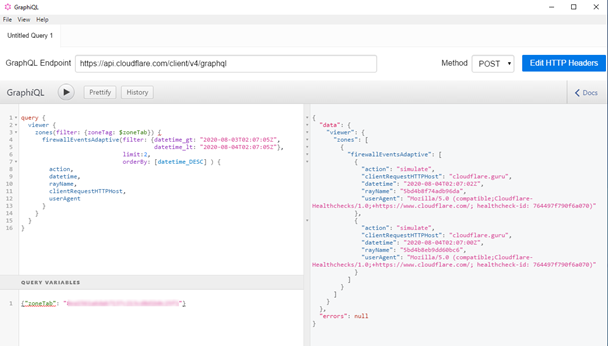 GraphiQL
File View Help
Untitled Query 1
GraphQL Endpoint https://api.cloudflare.com/client/v4/graphql Method POST Edit HTTP Headers
GraphiQL Prettify History Docs
1 query {
2 viewer {
3 zones(filter: {zoneTag: $zoneTab}) {
4 firewallEventsAdaptive(filter: {datetime_gt: "2020-08-03T02:07:05Z",
5 datetime_lt: "2020-08-04T02:07:05Z"},
6 limit:2,
7 orderBy: [datetime_DESC] ) {
8 action,
9 datetime,
10 rayName,
11 clientRequestHTTPHost,
12 userAgent
13 }
14 }
15 }
16 }
QUERY VARIABLES
1 {"zoneTab": " "}
{
"data": {
"viewer": {
"zones": [
{
"firewallEventsAdaptive": [
{
"action": "simulate",
"clientRequestHTTPHost": "cloudflare.guru",
"datetime": "2020-08-04T02:07:02Z",
"rayName": "5bd4b8f74adb96da",
"userAgent": "Mozilla/5.0 (compatible;Cloudflare-
Healthchecks/1.0;+https://www.cloudflare.com/; healthcheck-id: 764497f790f6a070)"
},
{
"action": "simulate",
"clientRequestHTTPHost": "cloudflare.guru",
"datetime": "2020-08-04T02:07:00Z",
"rayName": "5bd4b8eb9dd60bc6",
"userAgent": "Mozilla/5.0 (compatible;Cloudflare-
Healthchecks/1.0;+https://www.cloudflare.com/; healthcheck-id: 764497f790f6a070)"
}
]
}
]
}
},
"errors": null
}